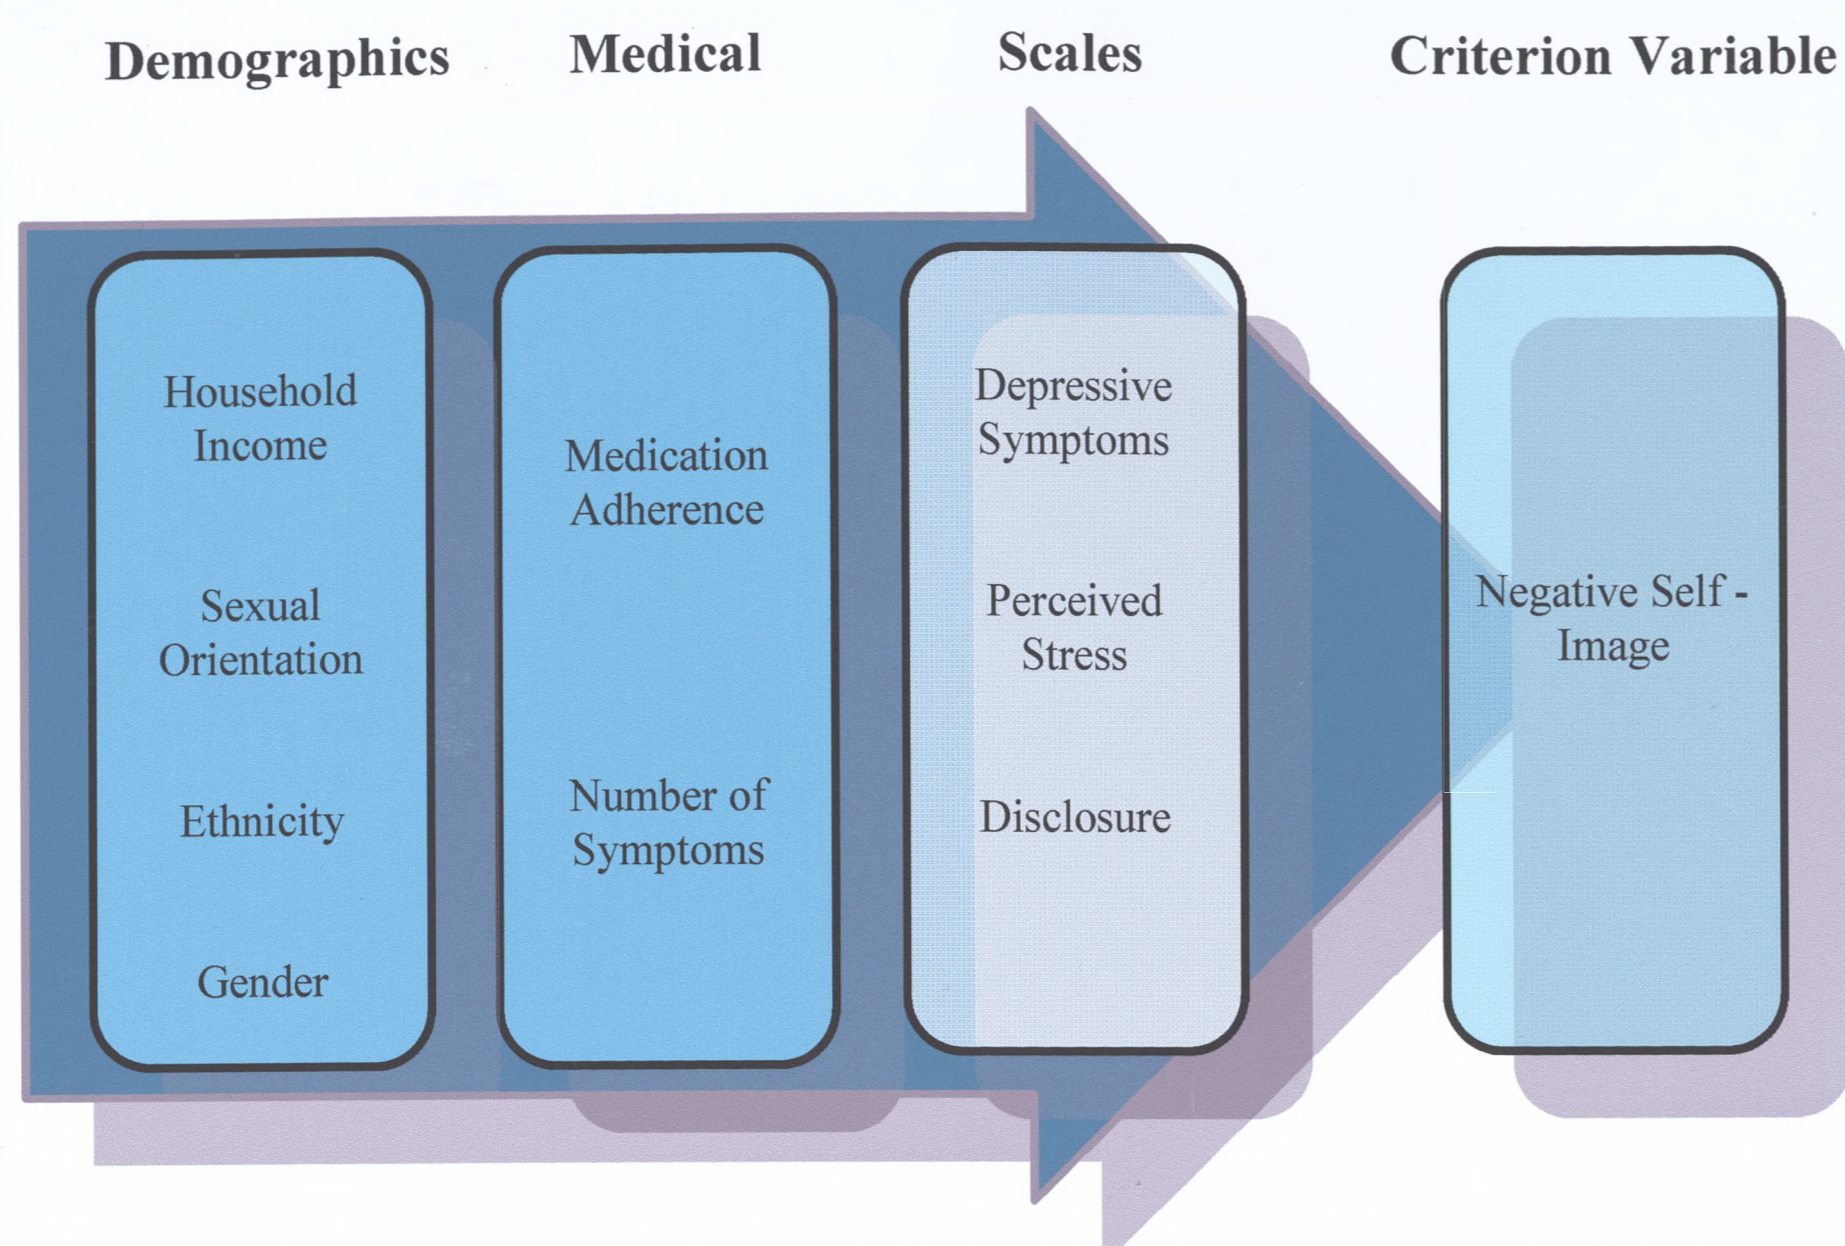 Demographics
Medical
Scales
Criterion Variable
Household
Income
Sexual
Orientation
Ethnicity
Gender
Medication
Adherence
Number of
Symptoms
Depressive
Symptoms
Perceived
Stress
Disclosure
Negative Self -
Image